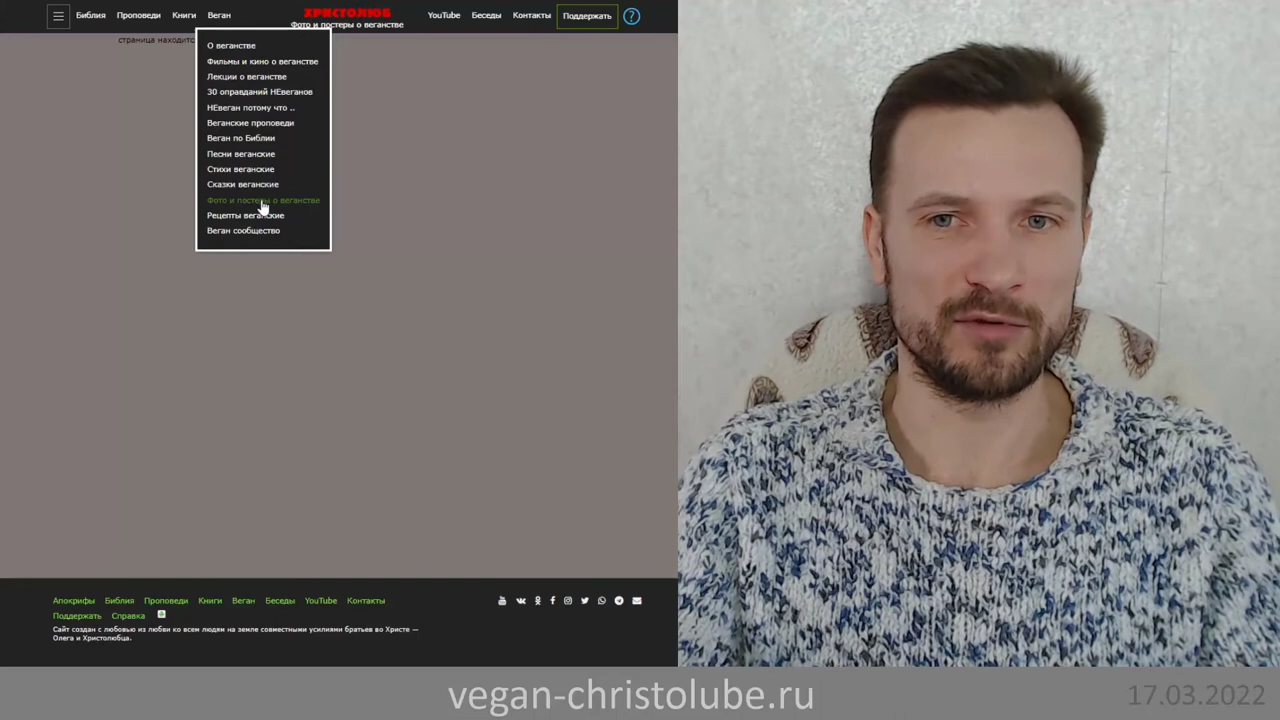 Библия Проповеди Книги Веган
ХРИСТОЛЮБ
Фото и постеры о веганстве
YouTube Беседы Контакты Поддержать ?
страница находитс
О веганстве
Фильмы и кино о веганстве
Лекции о веганстве
30 оправданий НЕвеганов
НЕвеган потому что ..
Веганские проповеди
Веган по Библии
Песни веганские
Стихи веганские
Сказки веганские
Фото и постеры о веганстве
Рецепты веганские
Веган сообщество
Апокрифы Библия Проповеди Книги Веган Беседы YouTube Контакты
Поддержать Справка
Сайт создан с любовью из любви ко всем людям на земле совместными усилиями братьев во Христе —
Олега и Христолюбца.
vegan-christolube.ru
17.03.2022